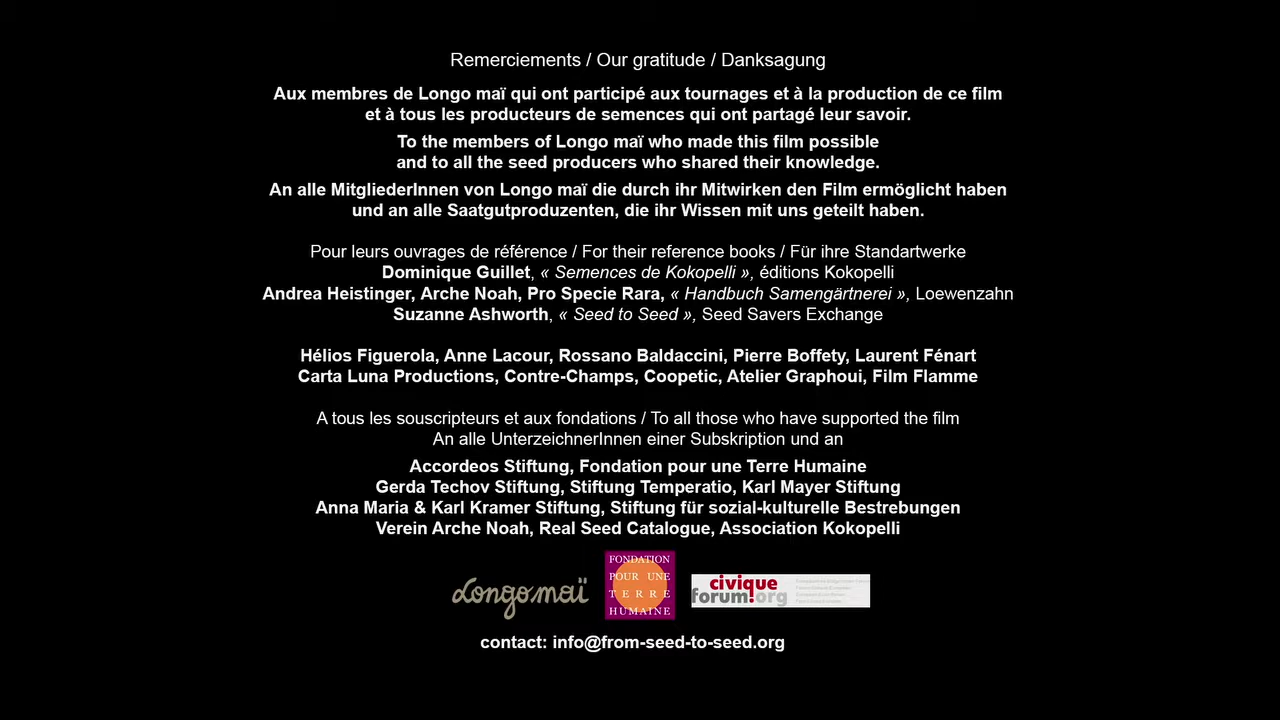 Remerciements / Our gratitude / Danksagung
Aux membres de Longo maï qui ont participé aux tournages et à la production de ce film
et à tous les producteurs de semences qui ont partagé leur savoir.
To the members of Longo maï who made this film possible
and to all the seed producers who shared their knowledge.
An alle MitgliederInnen von Longo maï die durch ihr Mitwirken den Film ermöglicht haben
und an alle Saatgutproduzenten, die ihr Wissen mit uns geteilt haben.
Pour leurs ouvrages de référence / For their reference books / Für ihre Standartwerke
Dominique Guillet, « Semences de Kokopelli », éditions Kokopelli
Andrea Heistinger, Arche Noah, Pro Specie Rara, « Handbuch Samengärtnerei », Loewenzahn
Suzanne Ashworth, « Seed to Seed », Seed Savers Exchange
Hélios Figuerola, Anne Lacour, Rossano Baldaccini, Pierre Boffety, Laurent Fénart
Carta Luna Productions, Contre-Champs, Coopetic, Atelier Graphoui, Film Flamme
A tous les souscripteurs et aux fondations / To all those who have supported the film
An alle UnterzeichnerInnen einer Subskription und an
Accordeos Stiftung, Fondation pour une Terre Humaine
Gerda Techov Stiftung, Stiftung Temperatio, Karl Mayer Stiftung
Anna Maria & Karl Kramer Stiftung, Stiftung für sozial-kulturelle Bestrebungen
Verein Arche Noah, Real Seed Catalogue, Association Kokopelli
Longomaï
FONDATION
POUR UNE
TERRE
HUMAINE
civique
forum!org
contact: info@from-seed-to-seed.org